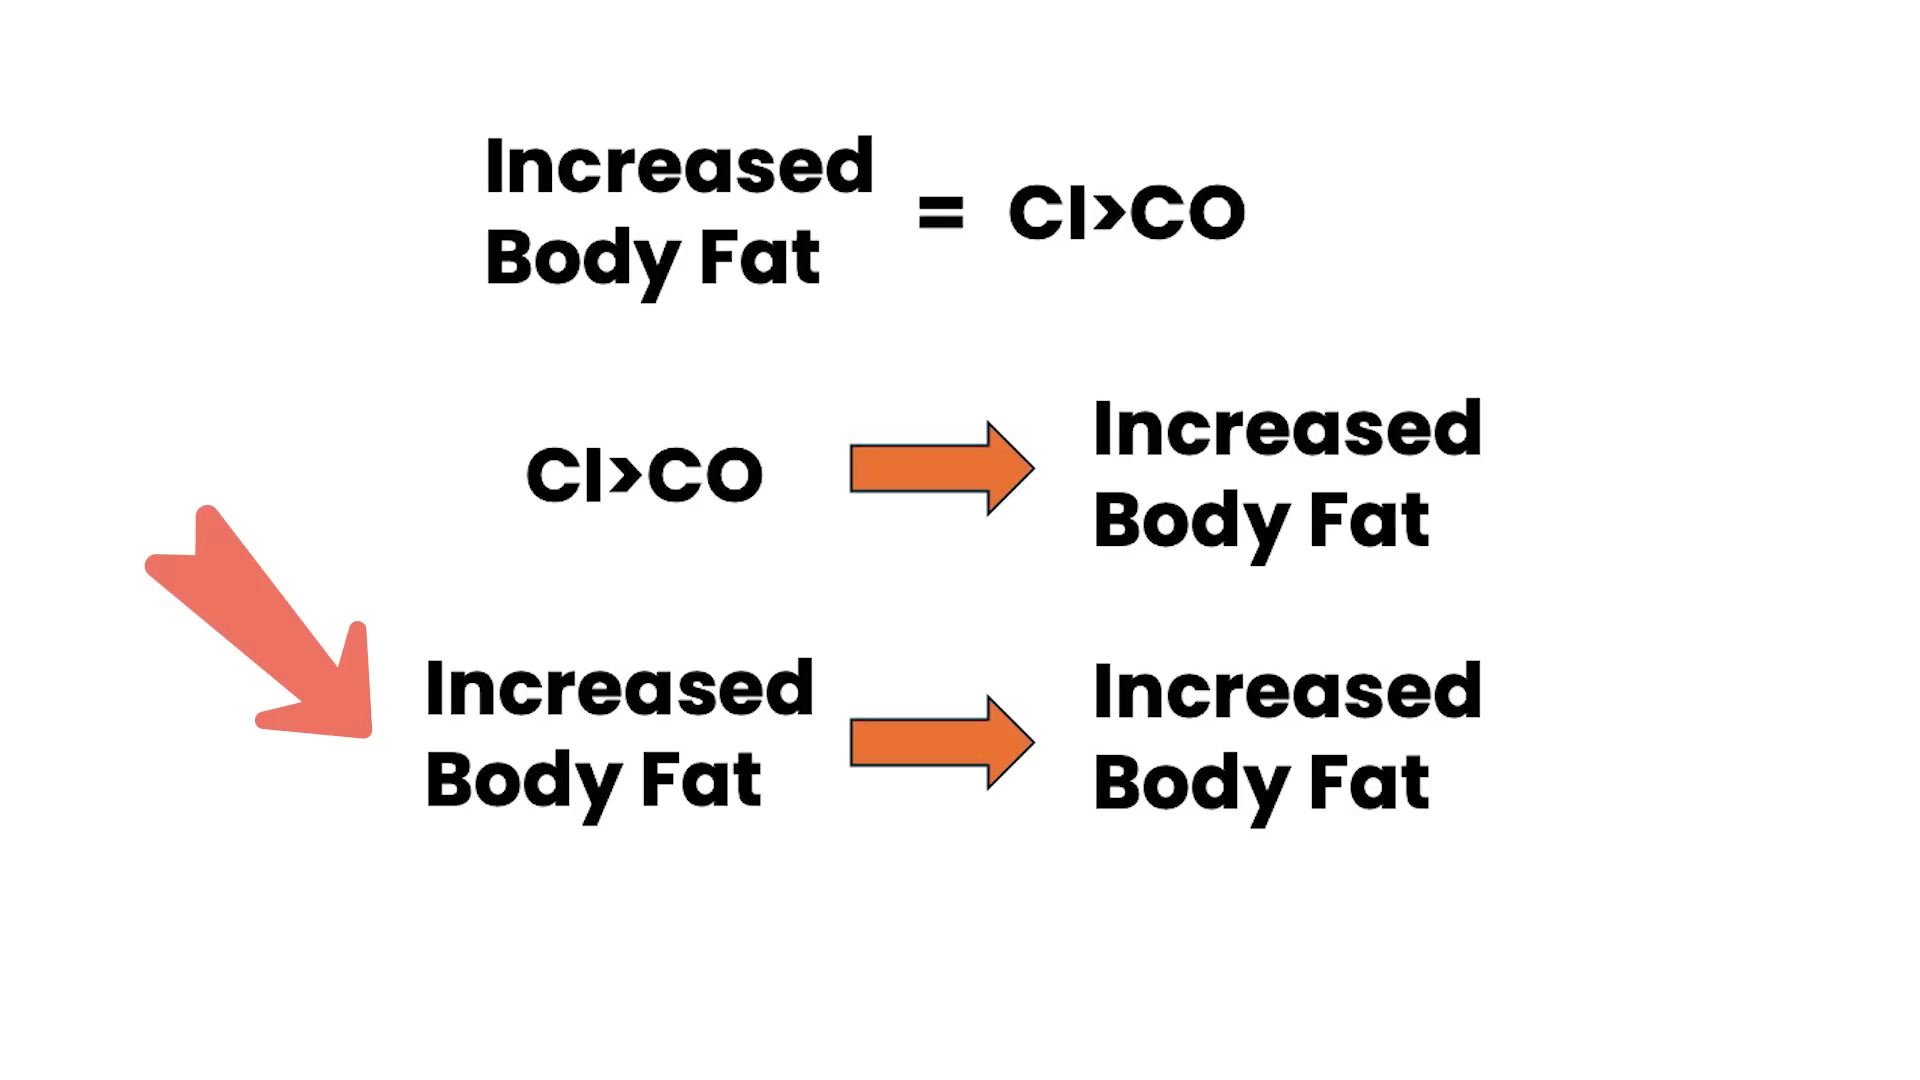 Increased
Body Fat
= CI>CO
CI>CO
Increased
Body Fat
Increased
Body Fat
Increased
Body Fat